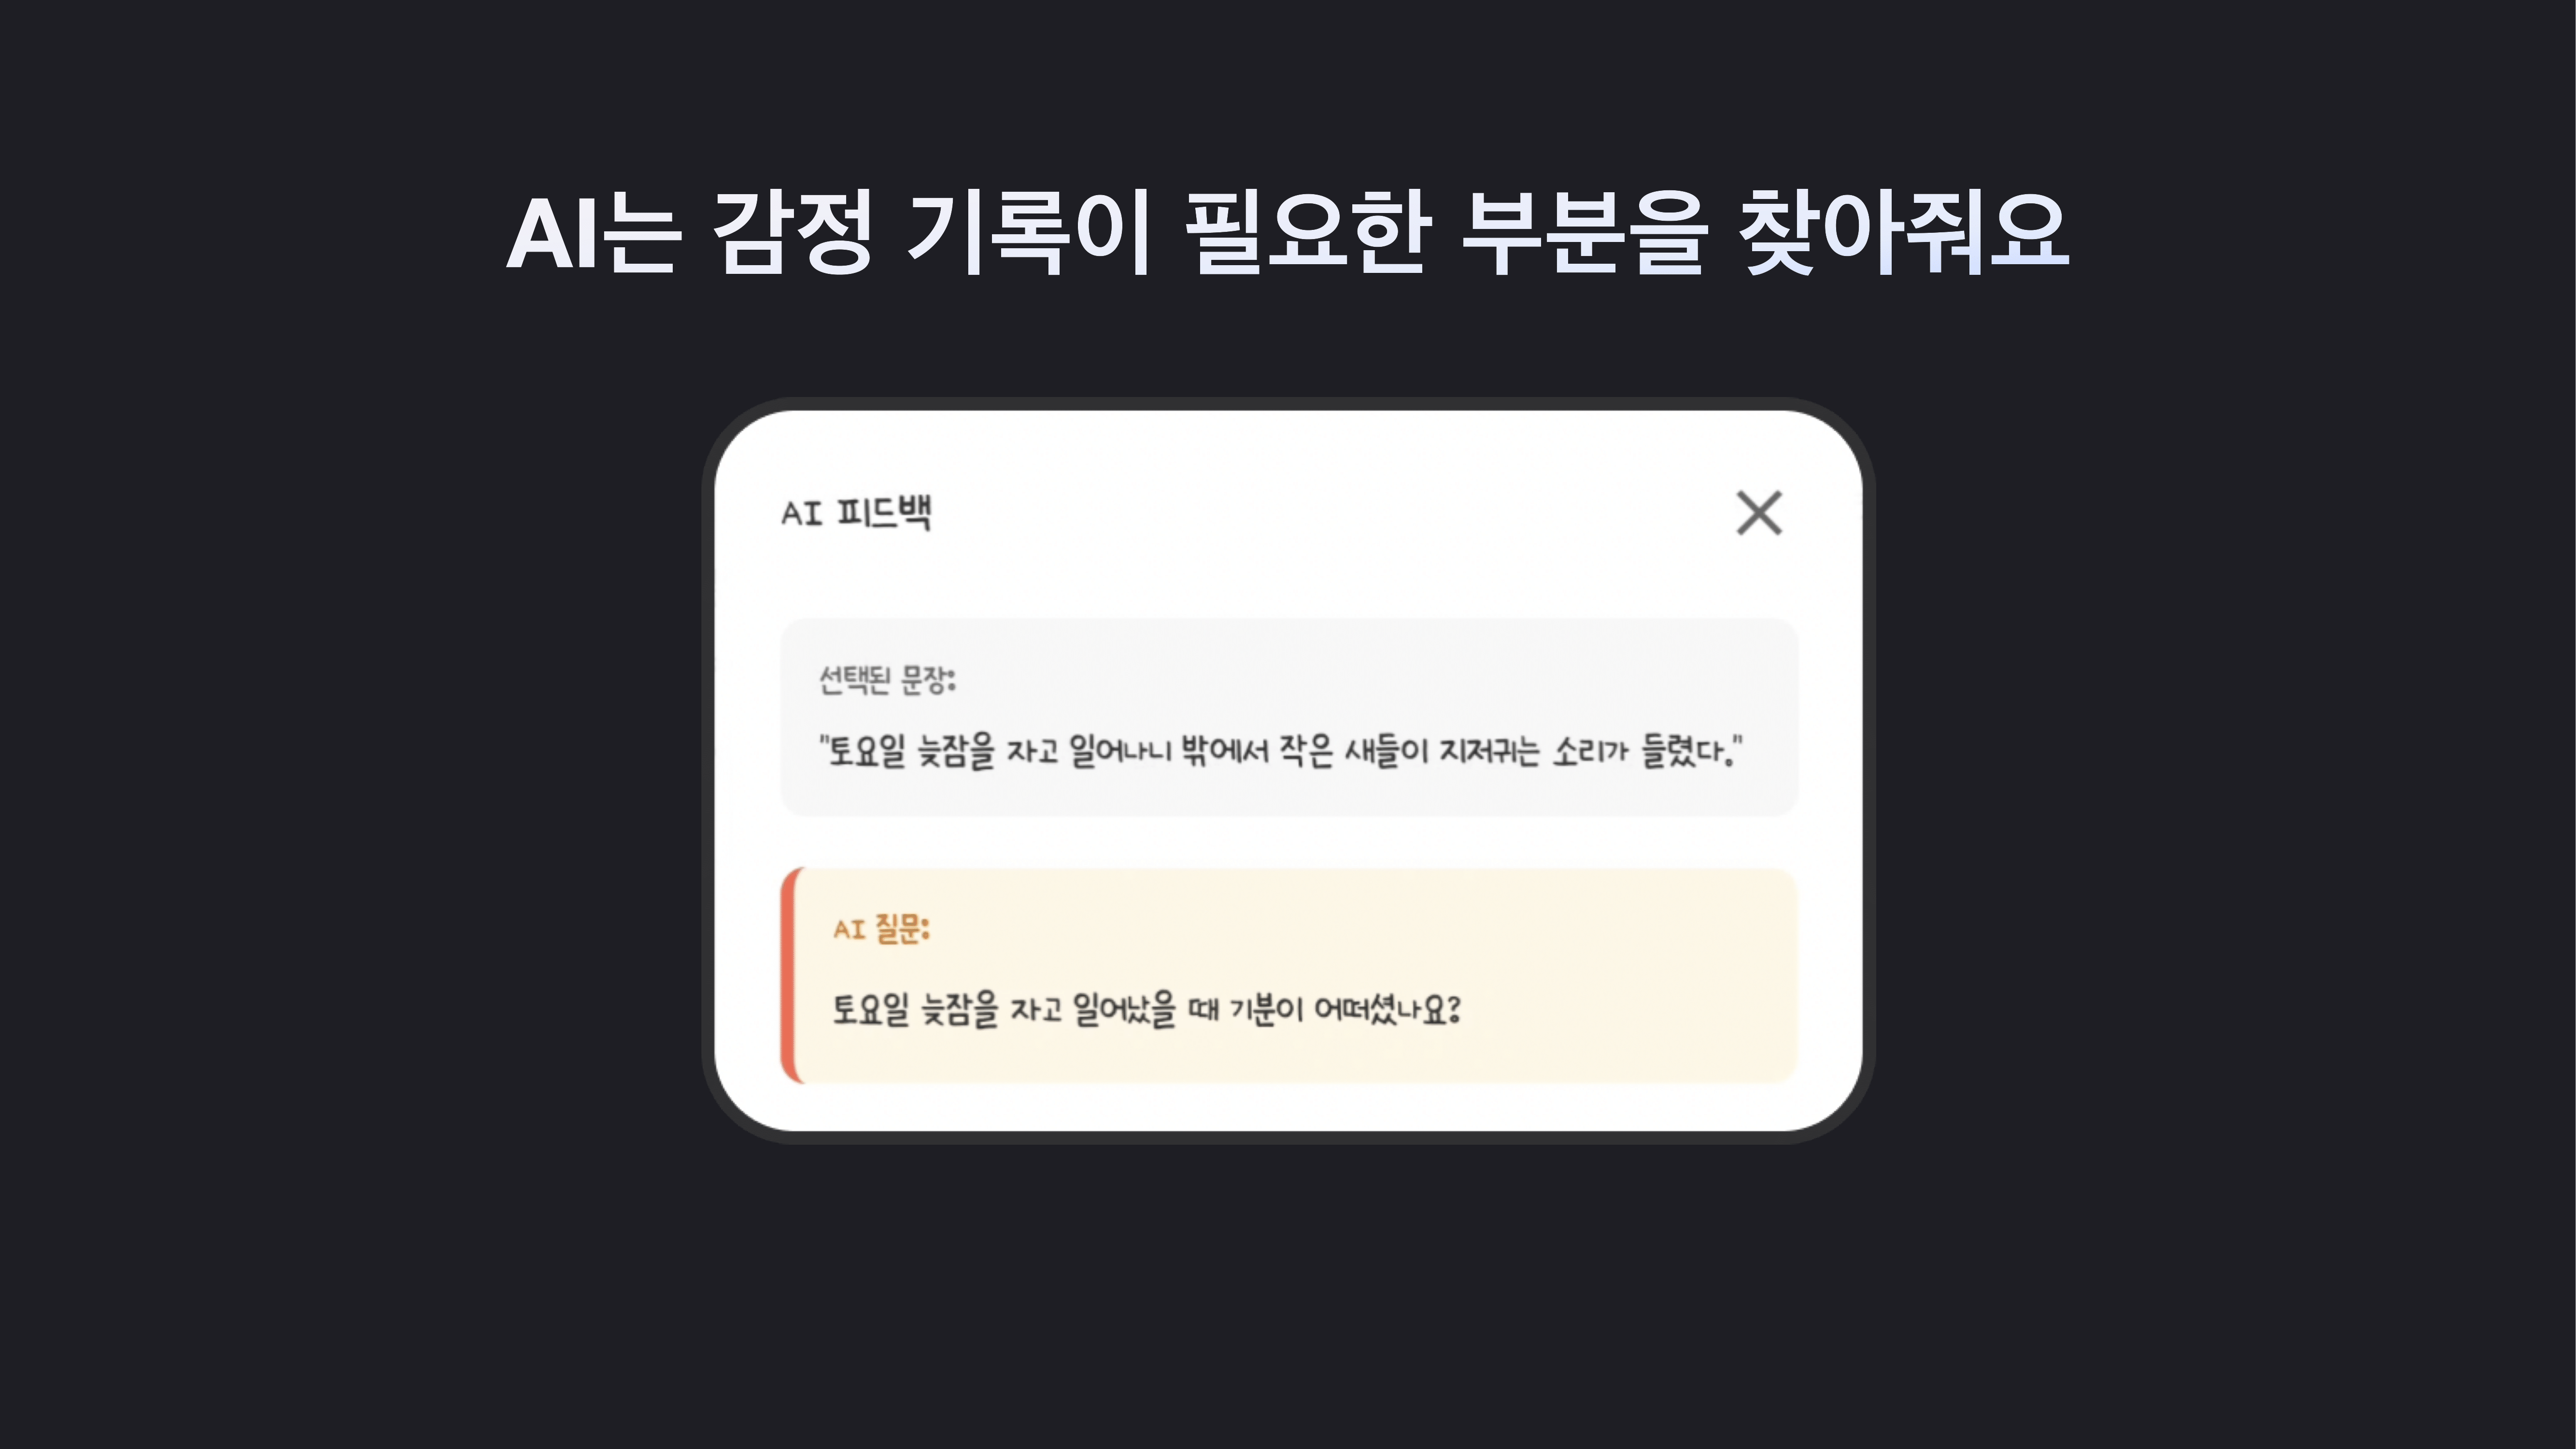 AI는 감정 기록이 필요한 부분을 찾아줘요
AI 피드백
선택된 문장:
"토요일 늦잠을 자고 일어나니 밖에서 작은 새들이 지저귀는 소리가 들렸다."
AI 질문:
토요일 늦잠을 자고 일어났을 때 기분이 어떠셨나요?